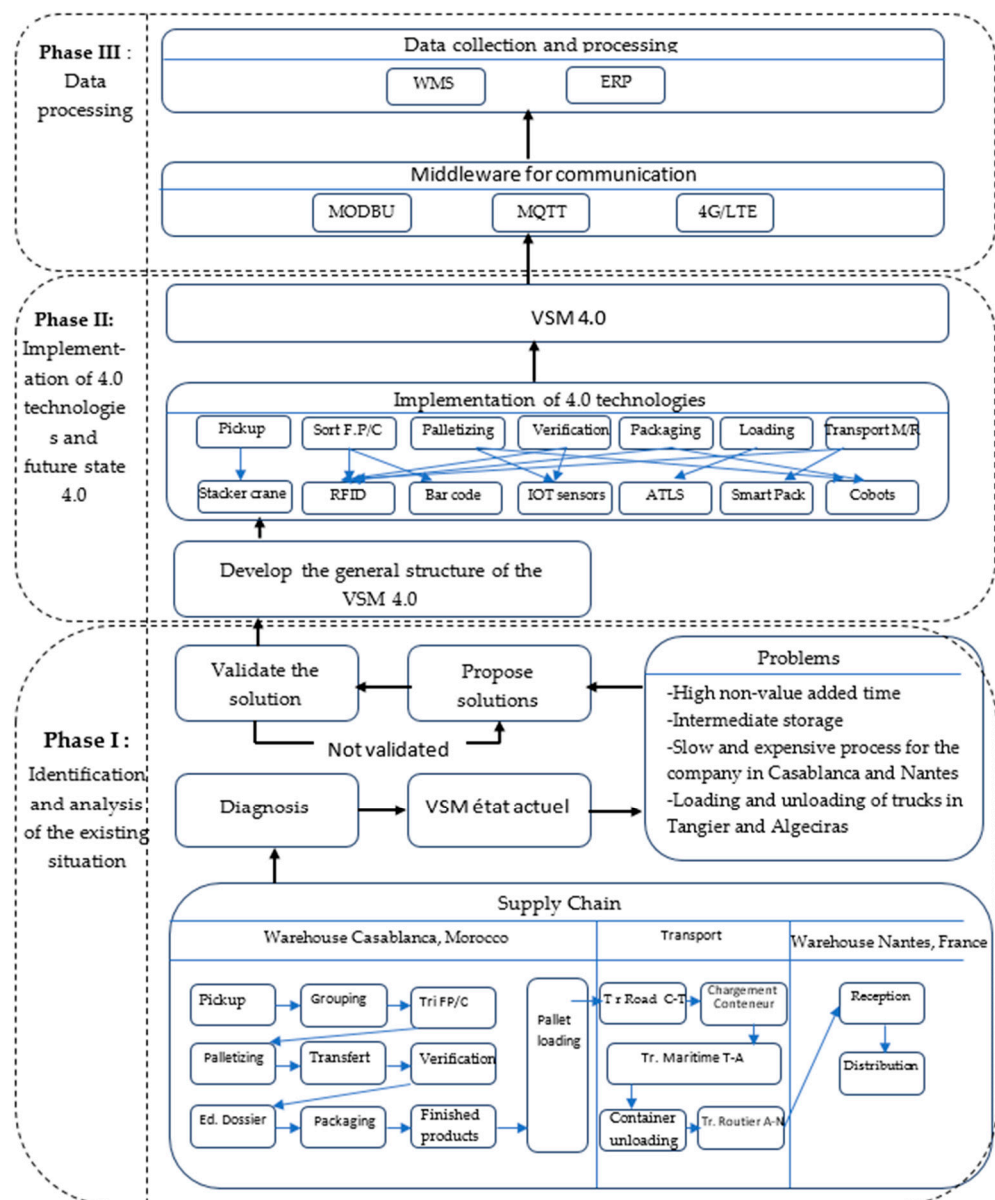 Phase III :
Data
processing
Data collection and processing
WMS
ERP
Middleware for communication
MODBU
MQTT
4G/LTE
Phase II:
Implement-
ation of 4.0
technologie
s and
future state
4.0
VSM 4.0
Implementation of 4.0 technologies
Pickup
Sort F.P/C
Palletizing
Verification
Packaging
Loading
Transport M/R
Stacker crane
RFID
Bar code
IOT sensors
ATLS
Smart Pack
Cobots
Develop the general structure of the
VSM 4.0
Phase I :
Identification
and analysis
of the existing
situation
Validate the
solution
Propose
solutions
Not validated
Diagnosis
VSM état actuel
Problems
-High non-value added time
-Intermediate storage
-Slow and expensive process for the
company in Casablanca and Nantes
-Loading and unloading of trucks in
Tangier and Algeciras
Supply Chain
Warehouse Casablanca, Morocco
Transport
Warehouse Nantes, France
Pickup
Grouping
Tri FP/C
Palletizing
Transfert
Verification
Ed. Dossier
Packaging
Finished
products
Pallet
loading
T r Road C-T
Chargement
Conteneur
Tr. Maritime T-A
Container
unloading
Tr. Routier A-N
Reception
Distribution